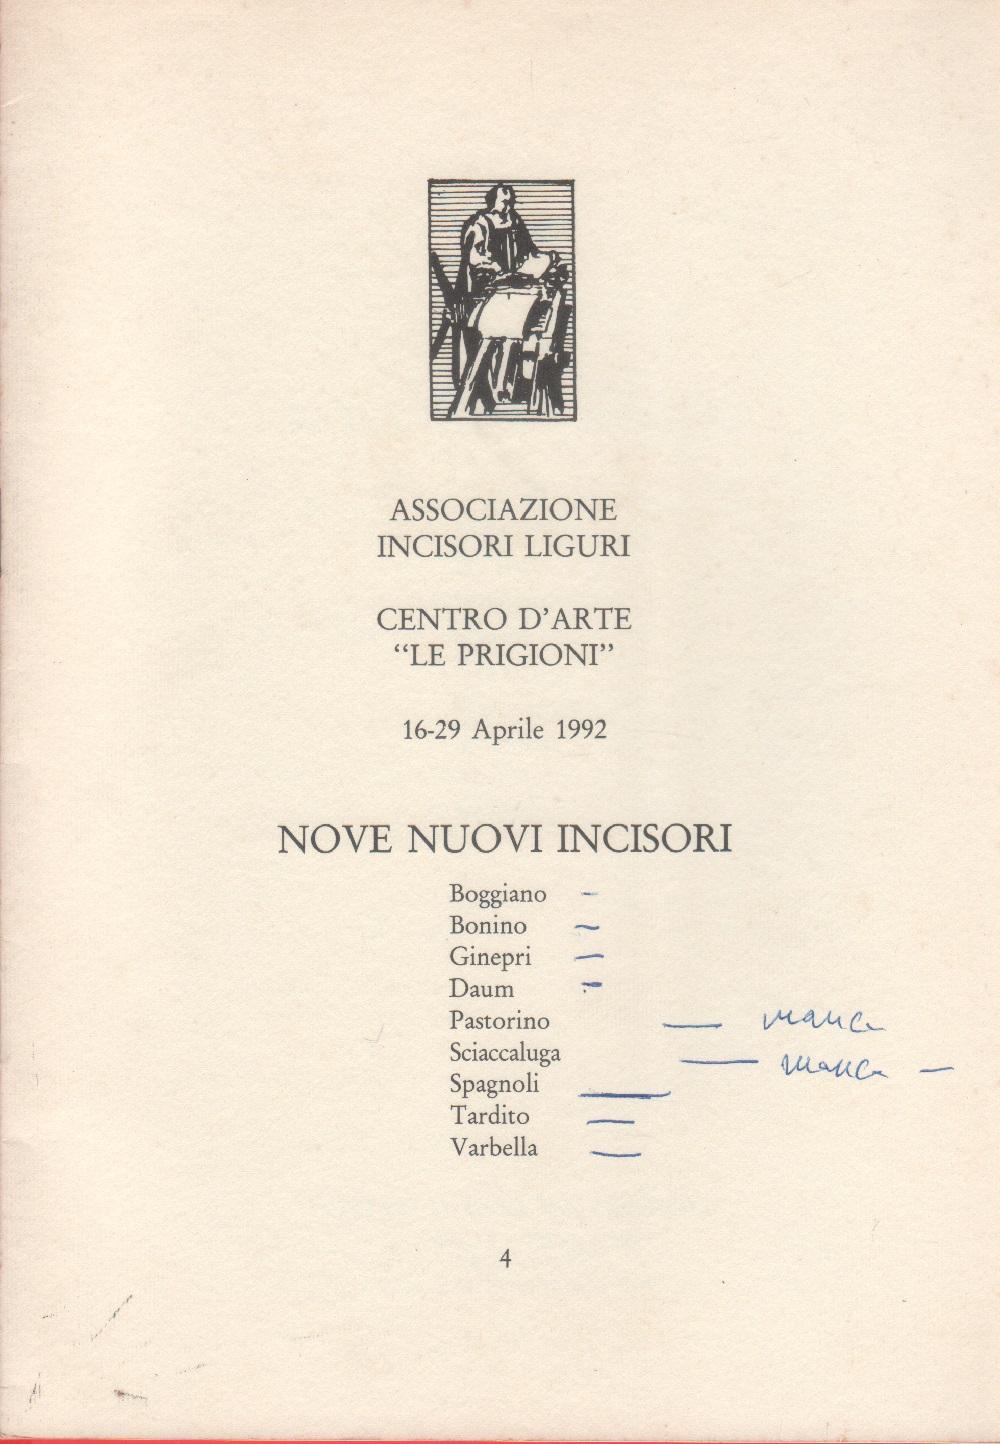 ASSOCIAZIONE
INCISORI LIGURI
CENTRO D'ARTE
“LE PRIGIONI”
16-29 Aprile 1992
NOVE NUOVI INCISORI
Boggiano –
Bonino –
Ginepri –
Daum –
Pastorino — manca
Sciaccaluga — manca –
Spagnoli —
Tardito —
Varbella —
4